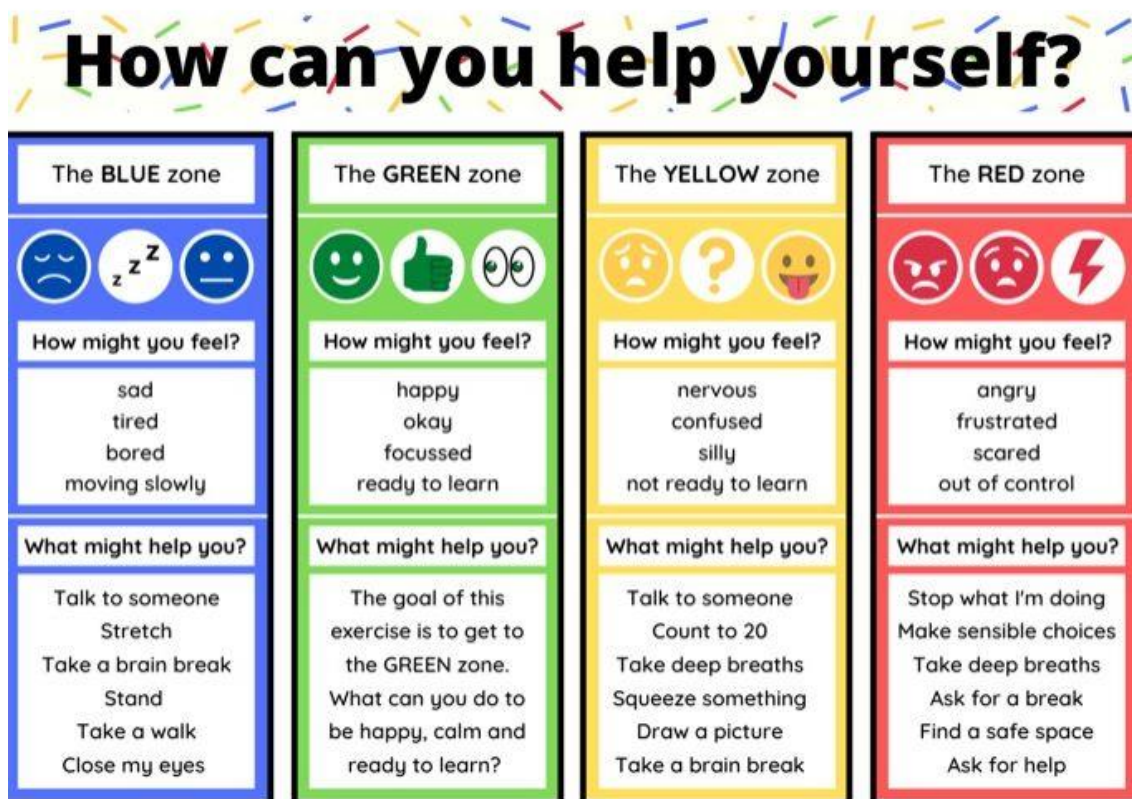 How can you help yourself?
The BLUE zone
z z Z
How might you feel?
sad
tired
bored
moving slowly
What might help you?
Talk to someone
Stretch
Take a brain break
Stand
Take a walk
Close my eyes
The GREEN zone
How might you feel?
happy
okay
focussed
ready to learn
What might help you?
The goal of this
exercise is to get to
the GREEN zone.
What can you do to
be happy, calm and
ready to learn?
The YELLOW zone
?
How might you feel?
nervous
confused
silly
not ready to learn
What might help you?
Talk to someone
Count to 20
Take deep breaths
Squeeze something
Draw a picture
Take a brain break
The RED zone
How might you feel?
angry
frustrated
scared
out of control
What might help you?
Stop what I'm doing
Make sensible choices
Take deep breaths
Ask for a break
Find a safe space
Ask for help